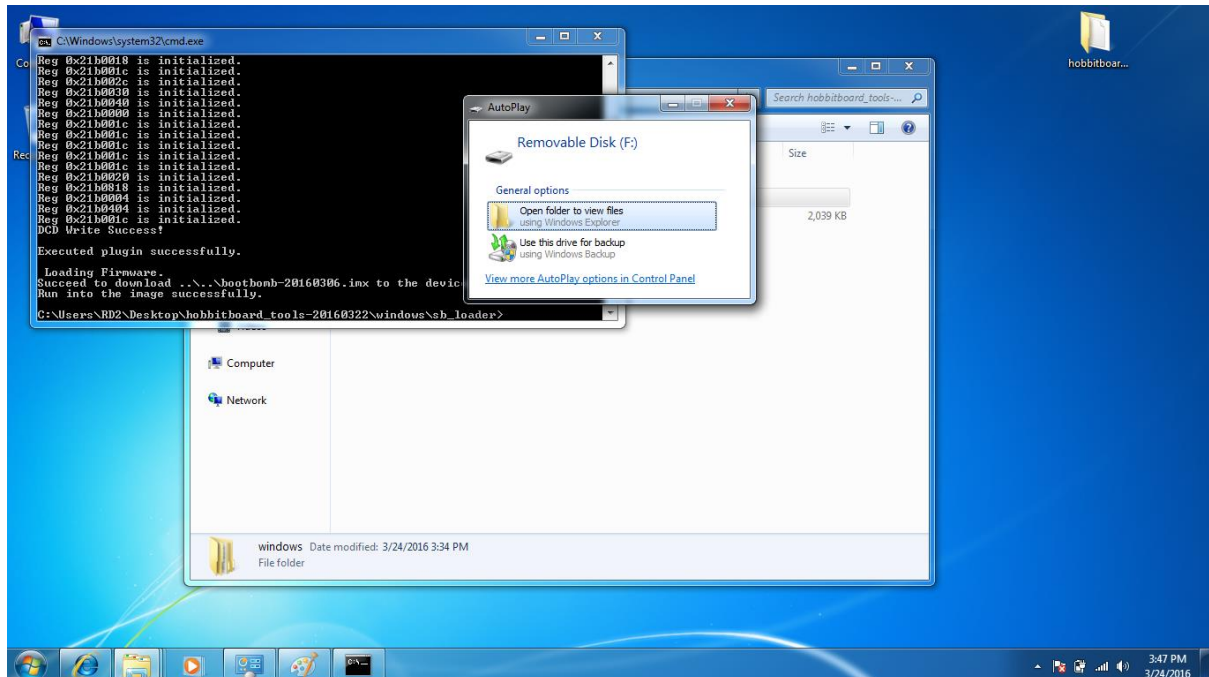 C:\Windows\system32\cmd.exe
Reg 0x21b0018 is initialized.
Reg 0x21b001c is initialized.
Reg 0x21b002c is initialized.
Reg 0x21b0030 is initialized.
Reg 0x21b0040 is initialized.
Reg 0x21b0000 is initialized.
Reg 0x21b001c is initialized.
Reg 0x21b001c is initialized.
Reg 0x21b001c is initialized.
Reg 0x21b001c is initialized.
Reg 0x21b001c is initialized.
Reg 0x21b0020 is initialized.
Reg 0x21b0818 is initialized.
Reg 0x21b0004 is initialized.
Reg 0x21b0404 is initialized.
Reg 0x21b001c is initialized.
DCD Write Success!
Executed plugin successfully.
Loading Firmware.
Succeed to download ..\..\bootbomb-20160306.imx to the devic
Run into the image successfully.
C:\Users\RD2\Desktop\hobbitboard_tools-20160322\windows\sb_loader>
AutoPlay
Removable Disk (F:)
General options
Open folder to view files
using Windows Explorer
Use this drive for backup
using Windows Backup
View more AutoPlay options in Control Panel
Search hobbitboard_tools-...
Size
2,039 KB
Computer
Network
windows Date modified: 3/24/2016 3:34 PM
File folder
hobbitboar...
3:47 PM
3/24/2016